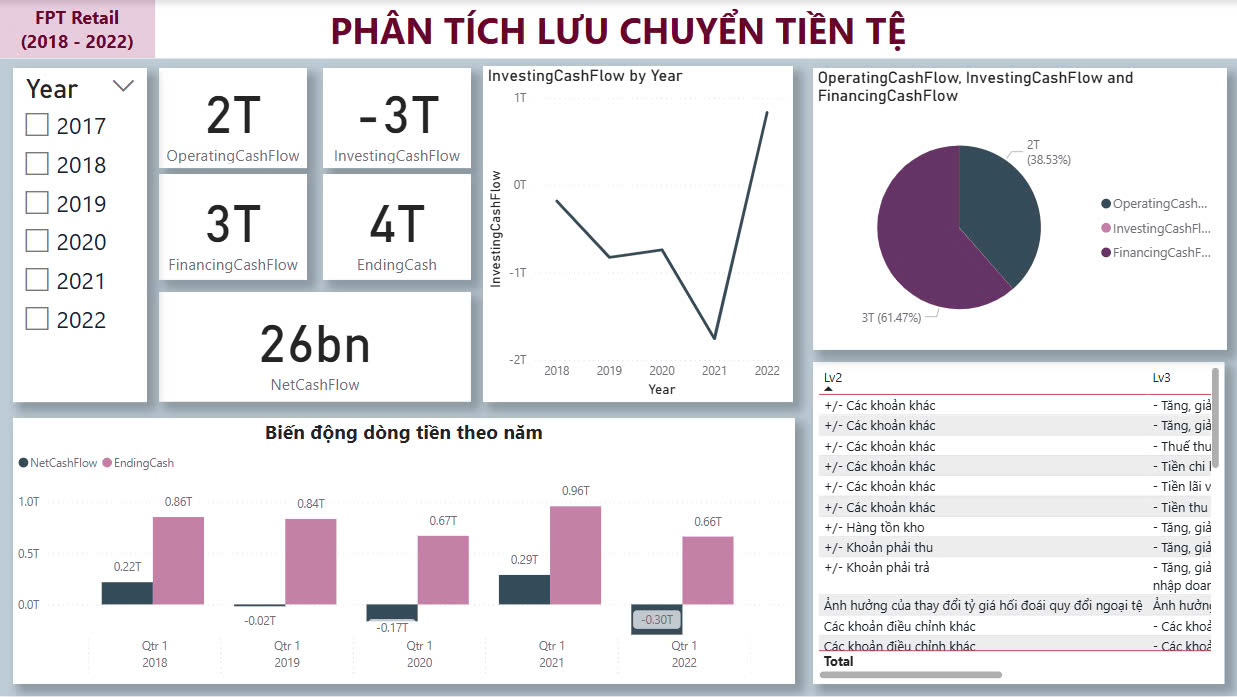 FPT Retail
(2018 - 2022)
PHÂN TÍCH LƯU CHUYỂN TIỀN TỆ
Year
2017
2018
2019
2020
2021
2022
2T
OperatingCashFlow
-3T
InvestingCashFlow
3T
FinancingCashFlow
4T
EndingCash
26bn
NetCashFlow
InvestingCashFlow by Year
1T
0T
-1T
-2T
InvestingCashFlow
2018 2019 2020 2021 2022
Year
OperatingCashFlow, InvestingCashFlow and
FinancingCashFlow
2T
(38.53%)
3T (61.47%)
OperatingCash...
InvestingCashFl...
FinancingCashF...
Biến động dòng tiền theo năm
NetCashFlow EndingCash
1.0T
0.5T
0.0T
0.22T
0.86T
-0.02T
0.84T
-0.17T
0.67T
0.29T
0.96T
-0.30T
0.66T
Qtr 1 Qtr 1 Qtr 1 Qtr 1 Qtr 1
2018 2019 2020 2021 2022
Lv2 Lv3
+/- Các khoản khác - Tăng, giả
+/- Các khoản khác - Tăng, giả
+/- Các khoản khác - Thuế thu
+/- Các khoản khác - Tiền chi
+/- Các khoản khác - Tiền lãi v
+/- Các khoản khác - Tiền thu
+/- Hàng tồn kho - Tăng, giả
+/- Khoản phải thu - Tăng, giả
+/- Khoản phải trả - Tăng, giả
nhập doan
Ảnh hưởng của thay đổi tỷ giá hối đoái quy đổi ngoại tệ Ảnh hưởng
Các khoản điều chỉnh khác - Các khoả
Các khoản điều chỉnh khác - Các khoả
Total